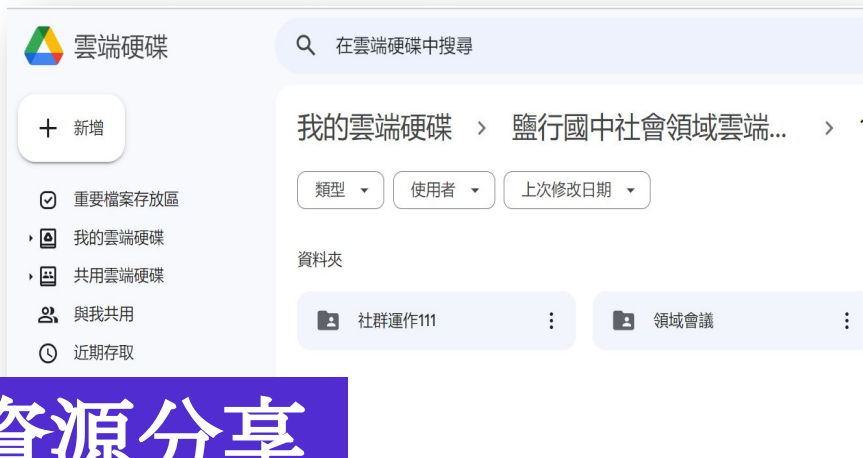 雲端硬碟
在雲端硬碟中搜尋
新增
我的雲端硬碟 > 鹽行國中社會領域雲端... >
類型 使用者 上次修改日期
重要檔案存放區
我的雲端硬碟
共用雲端硬碟
與我共用
近期存取
資料夾
社群運作111 領域會議
資源分享